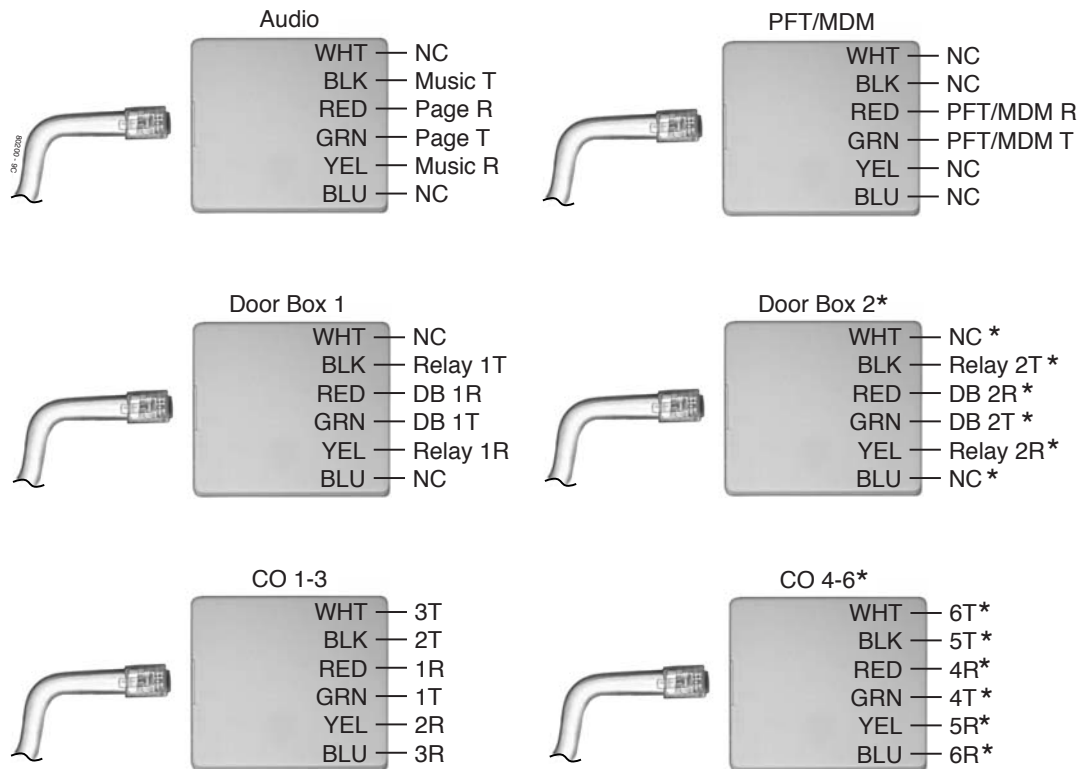 Audio
WHT NC
BLK Music T
RED Page R
GRN Page T
YEL Music R
BLU NC
80200 - 9C
PFT/MDM
WHT NC
BLK NC
RED PFT/MDM R
GRN PFT/MDM T
YEL NC
BLU NC
Door Box 1
WHT NC
BLK Relay 1T
RED DB 1R
GRN DB 1T
YEL Relay 1R
BLU NC
Door Box 2*
WHT NC *
BLK Relay 2T *
RED DB 2R *
GRN DB 2T *
YEL Relay 2R*
BLU NC *
CO 1-3
WHT 3T
BLK 2T
RED 1R
GRN 1T
YEL 2R
BLU 3R
CO 4-6*
WHT 6T*
BLK 5T*
RED 4R*
GRN 4T*
YEL 5R*
BLU 6R*